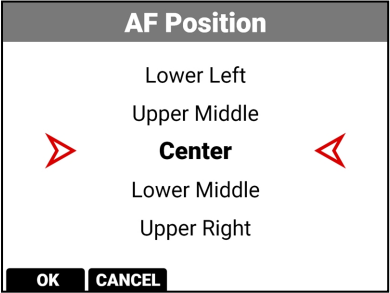 AF Position
Lower Left
Upper Middle
Center
Lower Middle
Upper Right
OK CANCEL